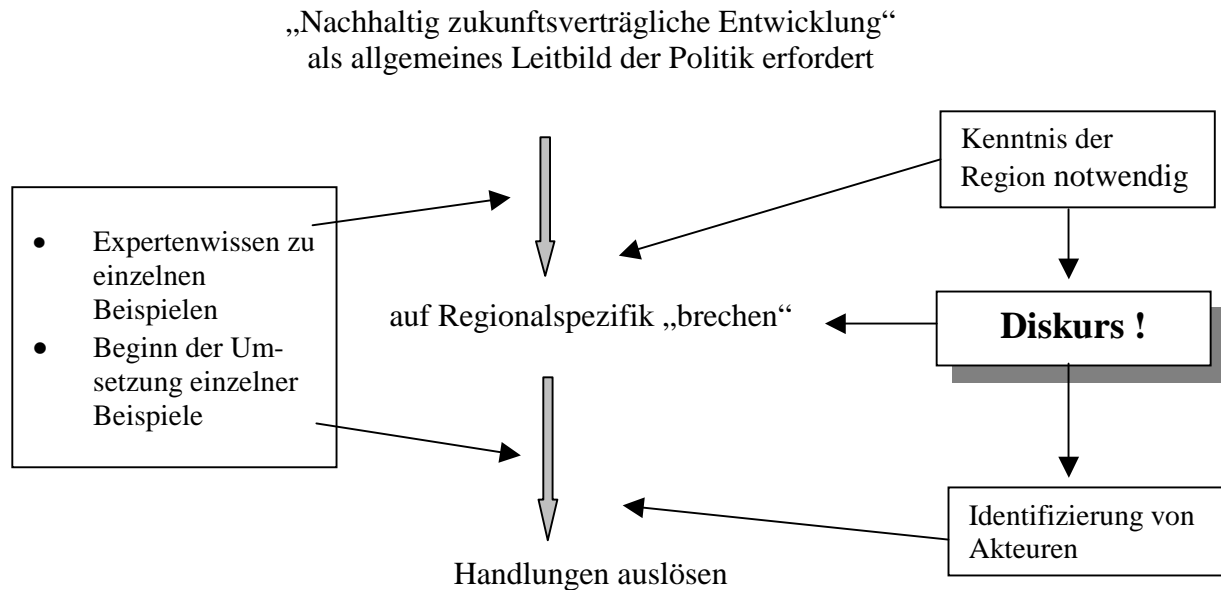 „Nachhaltig zukunftsverträgliche Entwicklung“
als allgemeines Leitbild der Politik erfordert
Kenntnis der
Region notwendig
• Expertenwissen zu
einzelnen
Beispielen
• Beginn der Um-
setzung einzelner
Beispiele
auf Regionalspezifik „brechen“
Diskurs !
Identifizierung von
Akteuren
Handlungen auslösen